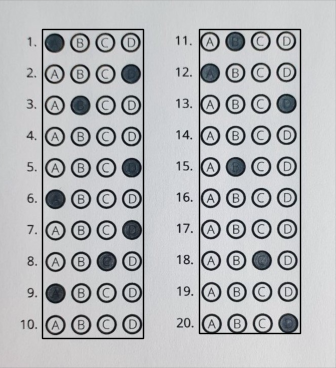 1. B C D
2. A B C
3. A B D
4. A B C D
5. A B C
6. B C D
7. A B C
8. A B D
9. B C D
10. A B C D
11. A B C D
12. B C D
13. A B C
14. A B C D
15. A C D
16. A B C D
17. A B C D
18. A B D
19. A B C D
20. A B C